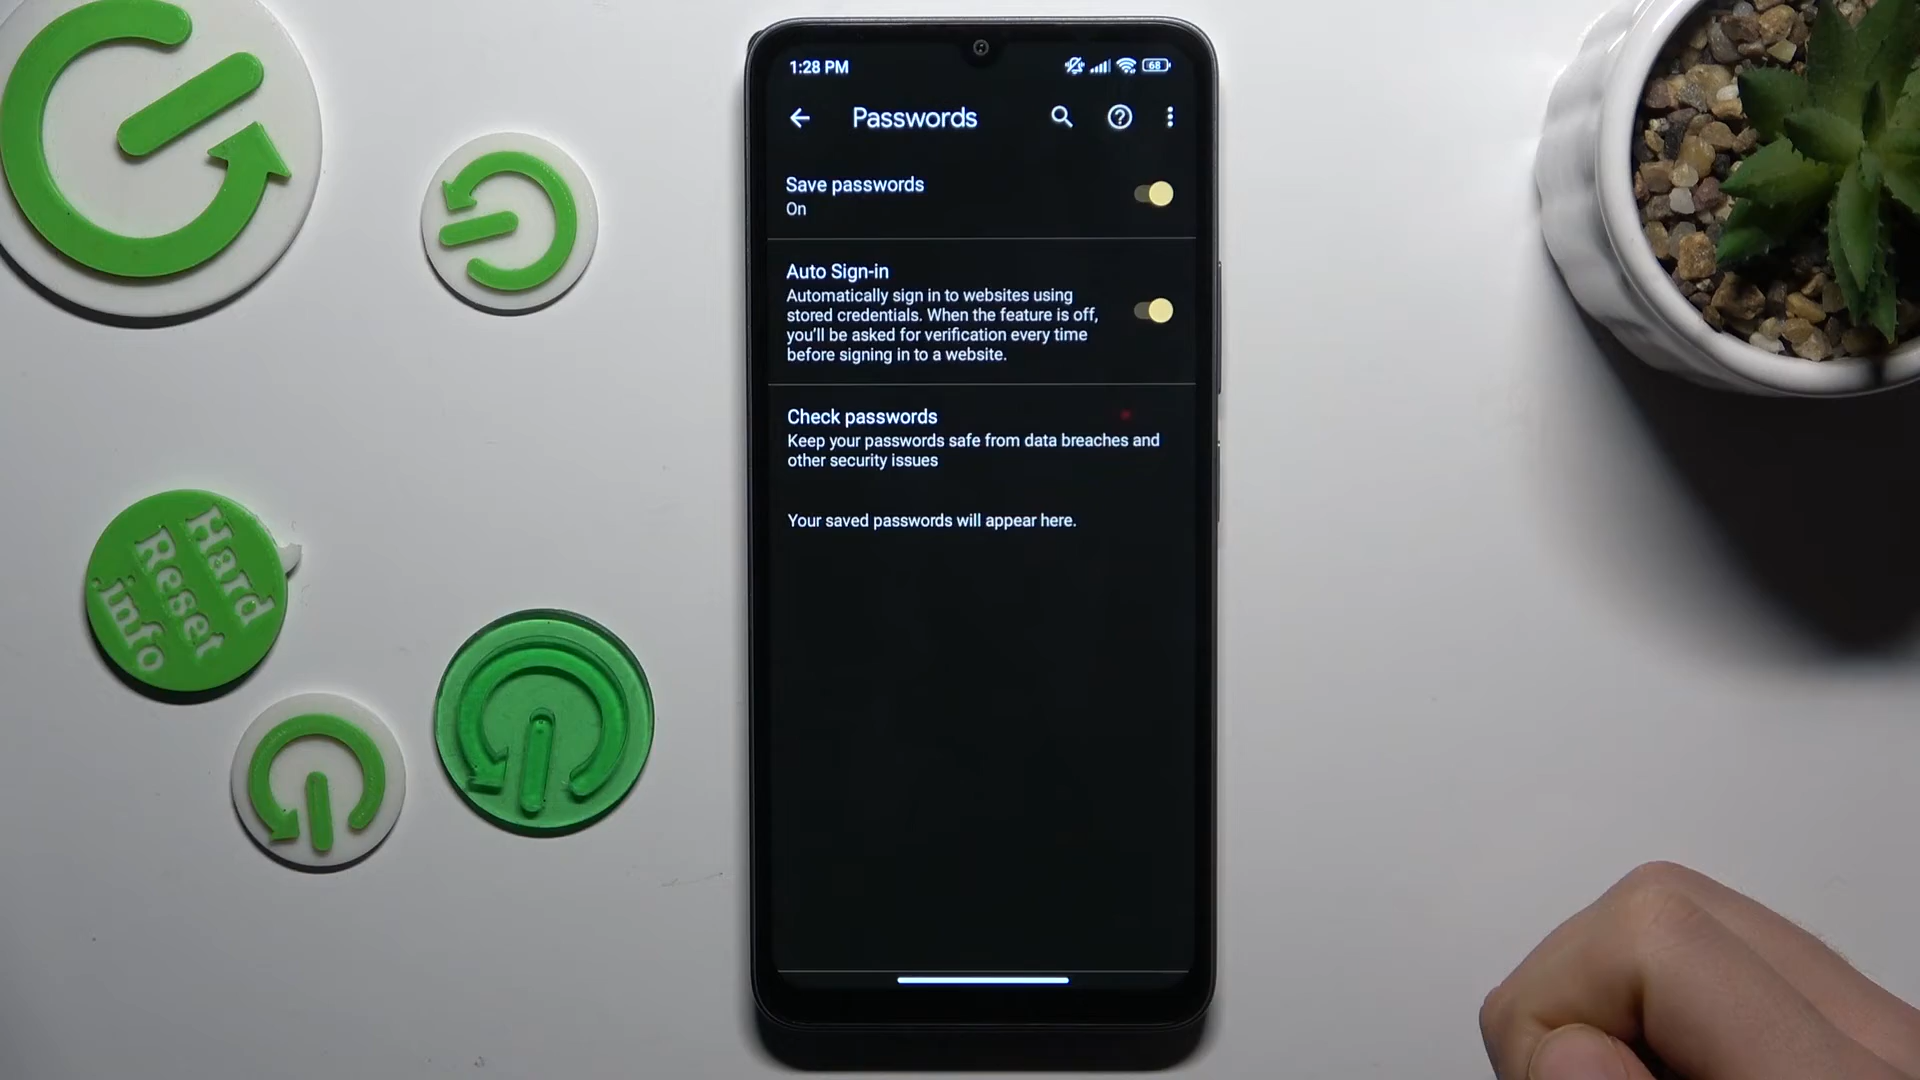 1:28 PM
68
Passwords
Save passwords
On
Auto Sign-in
Automatically sign in to websites using
stored credentials. When the feature is off,
you'll be asked for verification every time
before signing in to a website.
Check passwords
Keep your passwords safe from data breaches and
other security issues
Your saved passwords will appear here.
Hard
Reset
.info